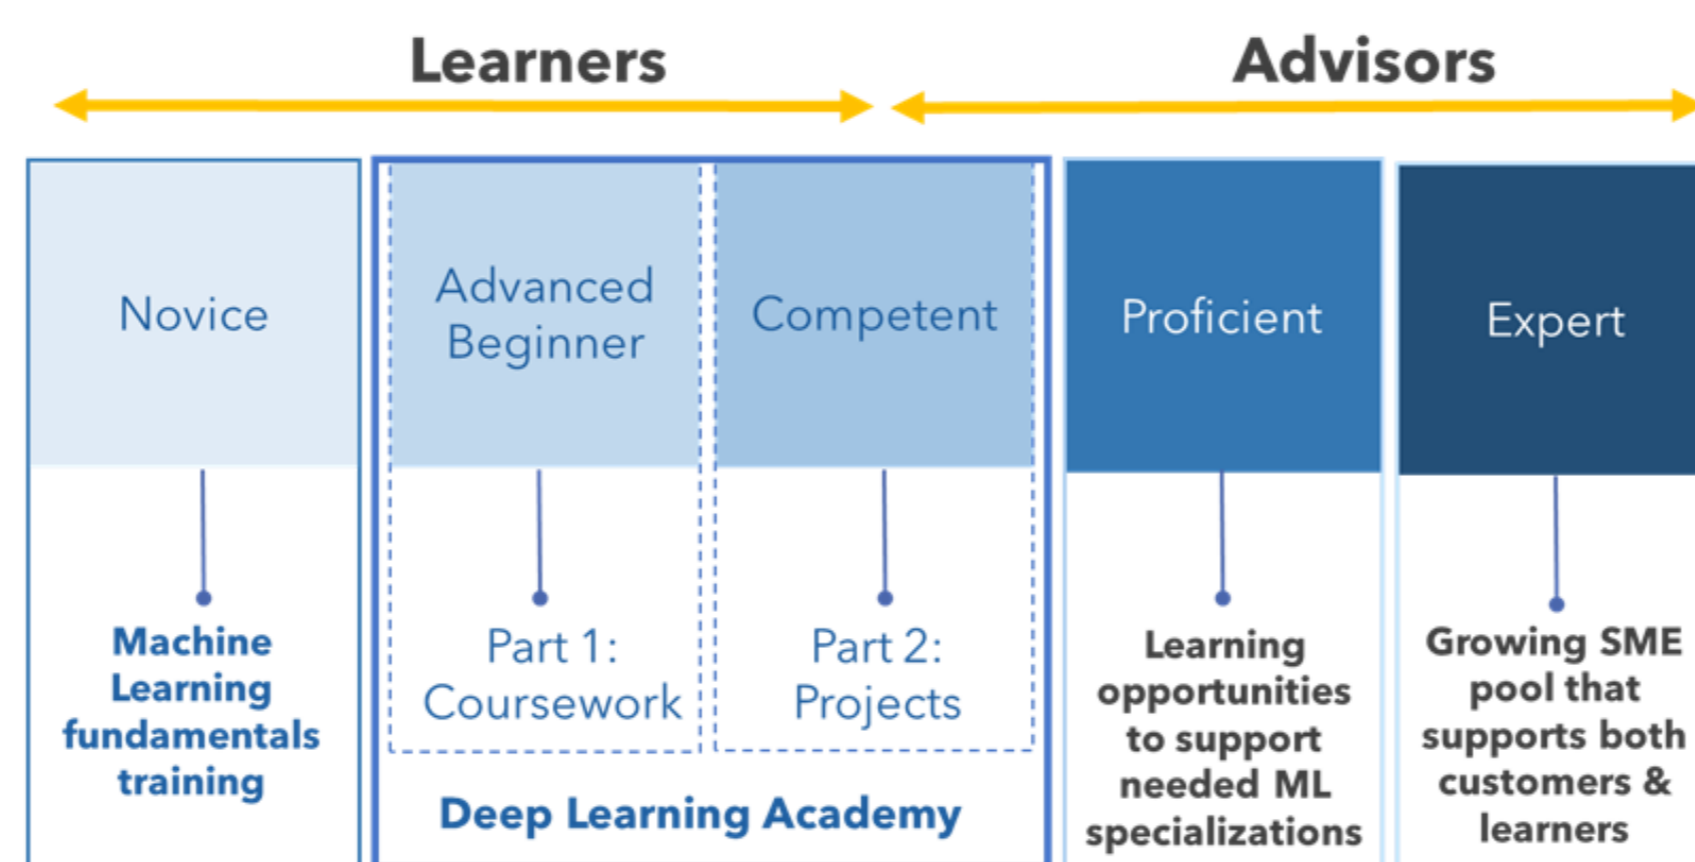 Learners
Advisors
Novice
Advanced
Beginner
Competent
Proficient
Expert
Machine
Learning
fundamentals
training
Part 1:
Coursework
Part 2:
Projects
Deep Learning Academy
Learning
opportunities
to support
needed ML
specializations
Growing SME
pool that
supports both
customers &
learners